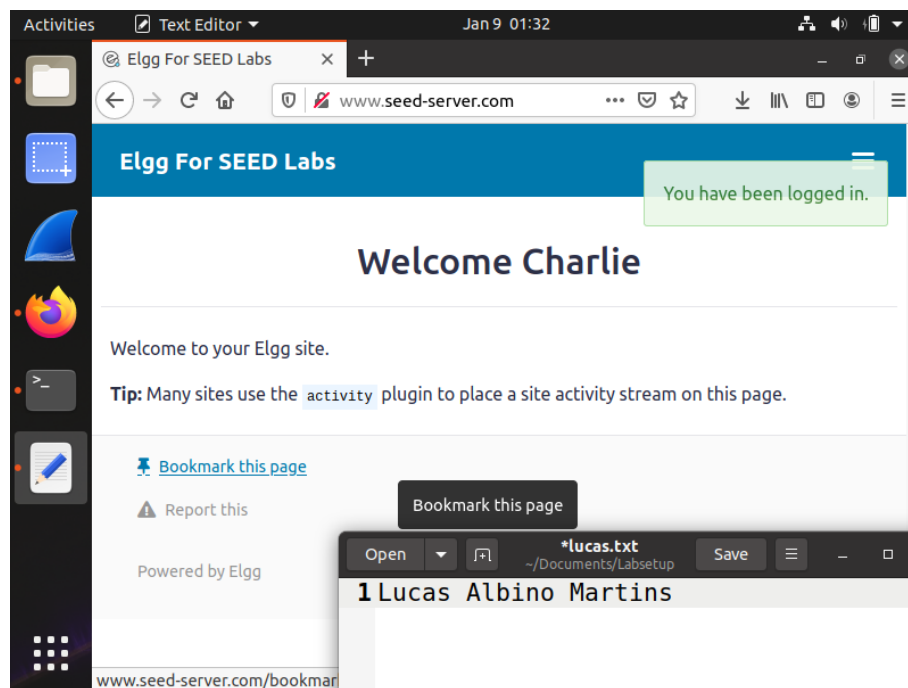 Activities Text Editor Jan 9 01:32
Elgg For SEED Labs
www.seed-server.com
Elgg For SEED Labs
You have been logged in.
Welcome Charlie
Welcome to your Elgg site.
Tip: Many sites use the activity plugin to place a site activity stream on this page.
Bookmark this page
Report this
Bookmark this page
Powered by Elgg
Open *lucas.txt Save
~/Documents/Labsetup
1 Lucas Albino Martins
www.seed-server.com/bookmar